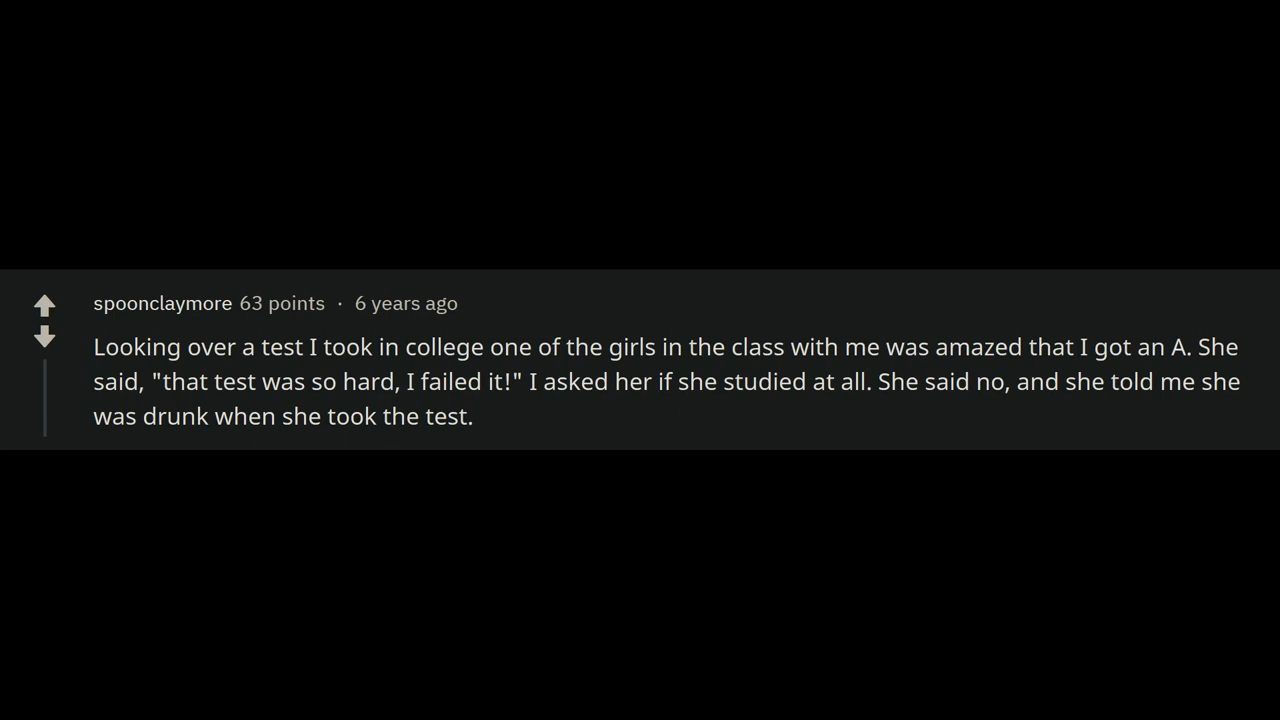 spoonclaymore 63 points · 6 years ago
Looking over a test I took in college one of the girls in the class with me was amazed that I got an A. She
said, "that test was so hard, I failed it!" I asked her if she studied at all. She said no, and she told me she
was drunk when she took the test.